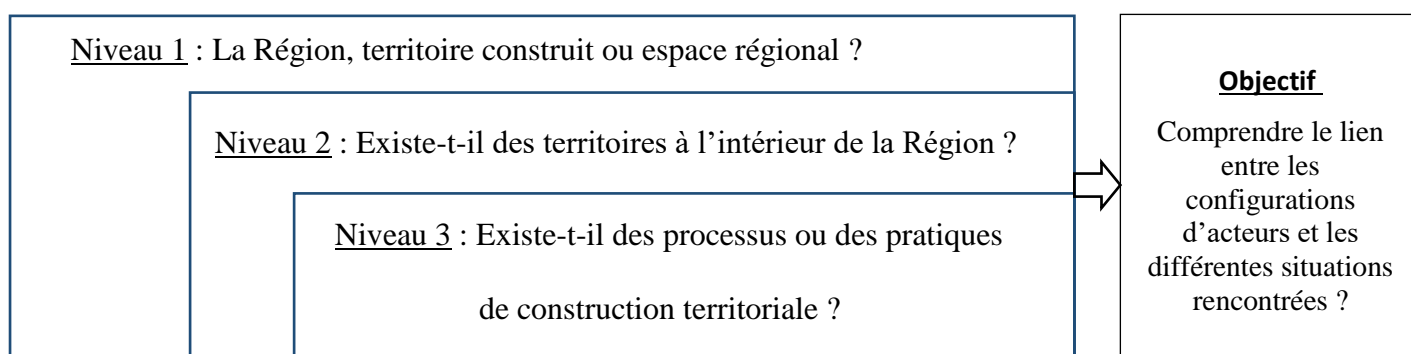 Niveau 1 : La Région, territoire construit ou espace régional ?
Niveau 2 : Existe-t-il des territoires à l'intérieur de la Région ?
Niveau 3 : Existe-t-il des processus ou des pratiques
de construction territoriale ?
Objectif
Comprendre le lien
entre les
configurations
d'acteurs et les
différentes situations
rencontrées ?